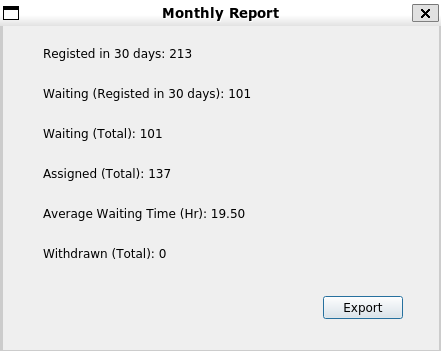 Monthly Report
Registed in 30 days: 213
Waiting (Registed in 30 days): 101
Waiting (Total): 101
Assigned (Total): 137
Average Waiting Time (Hr): 19.50
Withdrawn (Total): 0
Export